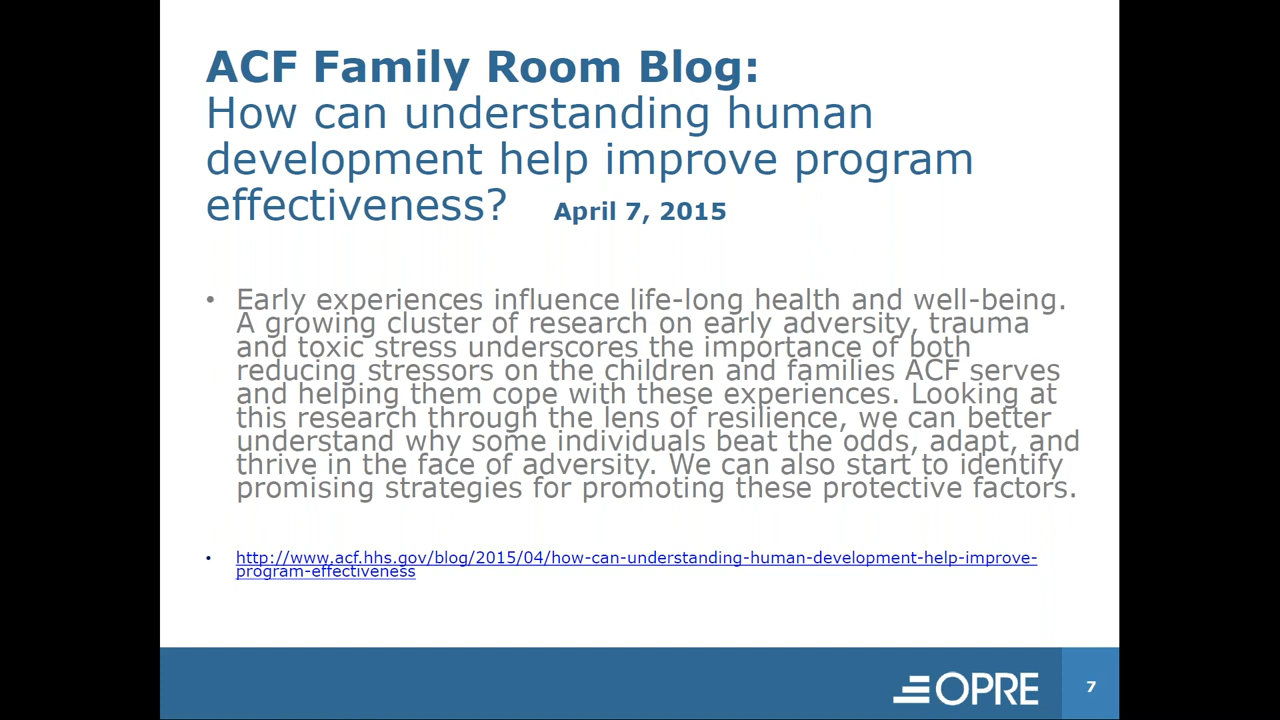 ACF Family Room Blog:
How can understanding human
development help improve program
effectiveness? April 7, 2015
• Early experiences influence life-long health and well-being.
A growing cluster of research on early adversity, trauma
and toxic stress underscores the importance of both
reducing stressors on the children and families ACF serves
and helping them cope with these experiences. Looking at
this research through the lens of resilience, we can better
understand why some individuals beat the odds, adapt, and
thrive in the face of adversity. We can also start to identify
promising strategies for promoting these protective factors.
• http://www.acf.hhs.gov/blog/2015/04/how-can-understanding-human-development-help-improve-
program-effectiveness
OPRE
7